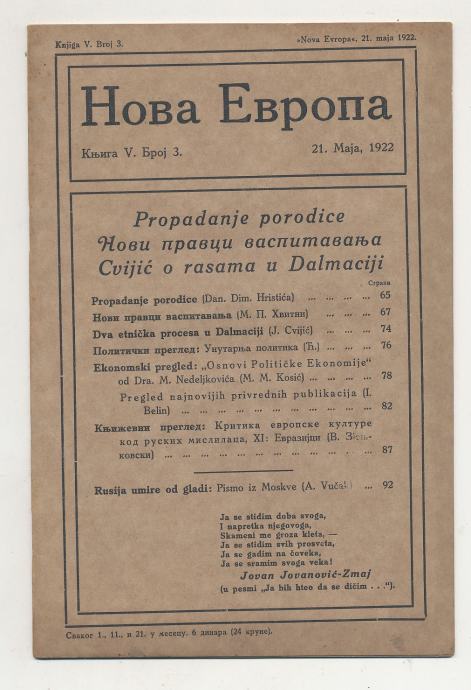 Knjiga V. Broj 3.
»Nova Evropa«, 21. maja 1922.
Нова Европа
Књига V. Број 3.
21. Маја, 1922
Propadanje porodice
Нови правци васпитавања
Cvijić o rasama u Dalmaciji
Страна
Propadanje porodice (Dan. Dim. Hristića) ... ... ... ... 65
Нови правци васпитавања (М. П. Хвитни) ... ... ... 67
Dva etnička procesa u Dalmaciji (J. Cvijić) ... ... ... 74
Политички преглед: Унутарња политика (Ћ.) ... ... ... 76
Ekonomski pregled: „Osnovi Političke Ekonomije“
od Dra. M. Nedeljkovića (M. M. Kosić) ... ... ... ... 78
Pregled najnovijih privrednih publikacija (I.
Belin) ... ... ... ... ... ... ... ... ... ... 82
Књижевни преглед: Критика европске културе
код руских мислилаца, XI: Евразијци (В. Зјењ-
ковски) ... ... ... ... ... ... ... ... ... ... 87
Rusija umire od gladi: Pismo iz Moskve (A. Vučak) ... 92
Ja se stidim doba svoga,
I napretka njegovoga,
Skameni me groza kleta, —
Ja se stidim svih prosveta,
Ja se gadim na čoveka,
Ja se sramim svoga veka!
Jovan Jovanović-Zmaj
(u pesmi „Ja bih hteo da se dičim . . .“).
Сваког 1., 11., и 21. у месецу. 6 динара (24 круне).